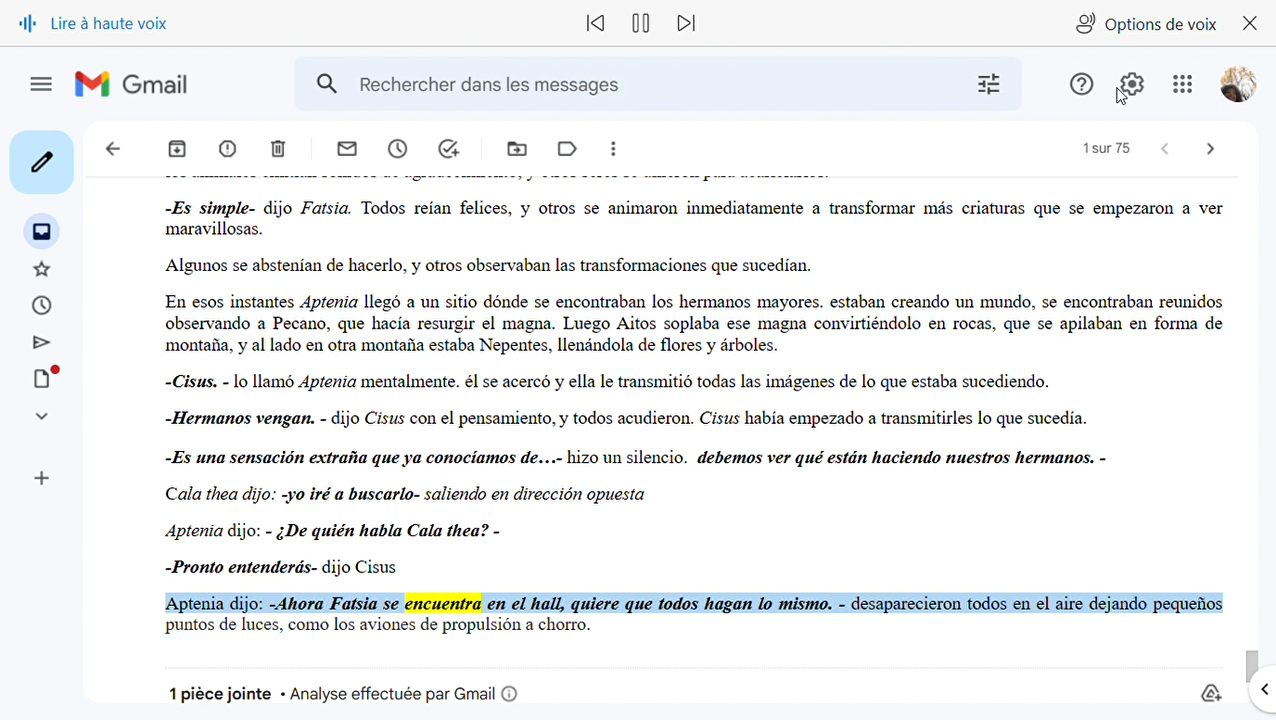 Lire à haute voix
Options de voix
Gmail
Rechercher dans les messages
1 sur 75
-Es simple- dijo Fatsia. Todos reían felices, y otros se animaron inmediatamente a transformar más criaturas que se empezaron a ver
maravillosas.
Algunos se abstenían de hacerlo, y otros observaban las transformaciones que sucedían.
En esos instantes Aptenia llegó a un sitio dónde se encontraban los hermanos mayores. estaban creando un mundo, se encontraban reunidos
observando a Pecano, que hacía resurgir el magna. Luego Aitos soplaba ese magna convirtiéndolo en rocas, que se apilaban en forma de
montaña, y al lado en otra montaña estaba Nepentes, llenándola de flores y árboles.
-Cisus. - lo llamó Aptenia mentalmente. él se acercó y ella le transmitió todas las imágenes de lo que estaba sucediendo.
-Hermanos vengan. - dijo Cisus con el pensamiento, y todos acudieron. Cisus había empezado a transmitirles lo que sucedía.
-Es una sensación extraña que ya conocíamos de…- hizo un silencio. debemos ver qué están haciendo nuestros hermanos. -
Cala thea dijo: -yo iré a buscarlo- saliendo en dirección opuesta
Aptenia dijo: - ¿De quién habla Cala thea? -
-Pronto entenderás- dijo Cisus
Aptenia dijo: -Ahora Fatsia se encuentra en el hall, quiere que todos hagan lo mismo. - desaparecieron todos en el aire dejando pequeños
puntos de luces, como los aviones de propulsión a chorro.
1 pièce jointe • Analyse effectuée par Gmail